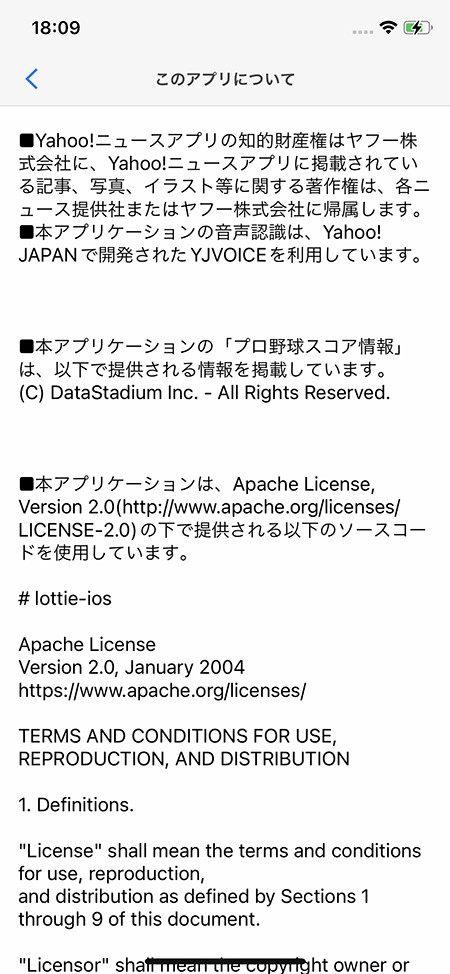 18:09
このアプリについて
■Yahoo!ニュースアプリの知的財産権はヤフー株
式会社に、Yahoo!ニュースアプリに掲載されてい
る記事、写真、イラスト等に関する著作権は、各ニ
ュース提供社またはヤフー株式会社に帰属します。
■本アプリケーションの音声認識は、Yahoo!
JAPANで開発されたYJVOICEを利用しています。
■本アプリケーションの「プロ野球スコア情報」
は、以下で提供される情報を掲載しています。
(C) DataStadium Inc. - All Rights Reserved.
■本アプリケーションは、Apache License,
Version 2.0(http://www.apache.org/licenses/
LICENSE-2.0)の下で提供される以下のソースコー
ドを使用しています。
# lottie-ios
Apache License
Version 2.0, January 2004
https://www.apache.org/licenses/
TERMS AND CONDITIONS FOR USE,
REPRODUCTION, AND DISTRIBUTION
1. Definitions.
"License" shall mean the terms and conditions
for use, reproduction,
and distribution as defined by Sections 1
through 9 of this document.
"Licensor" shall mean the copyright owner or